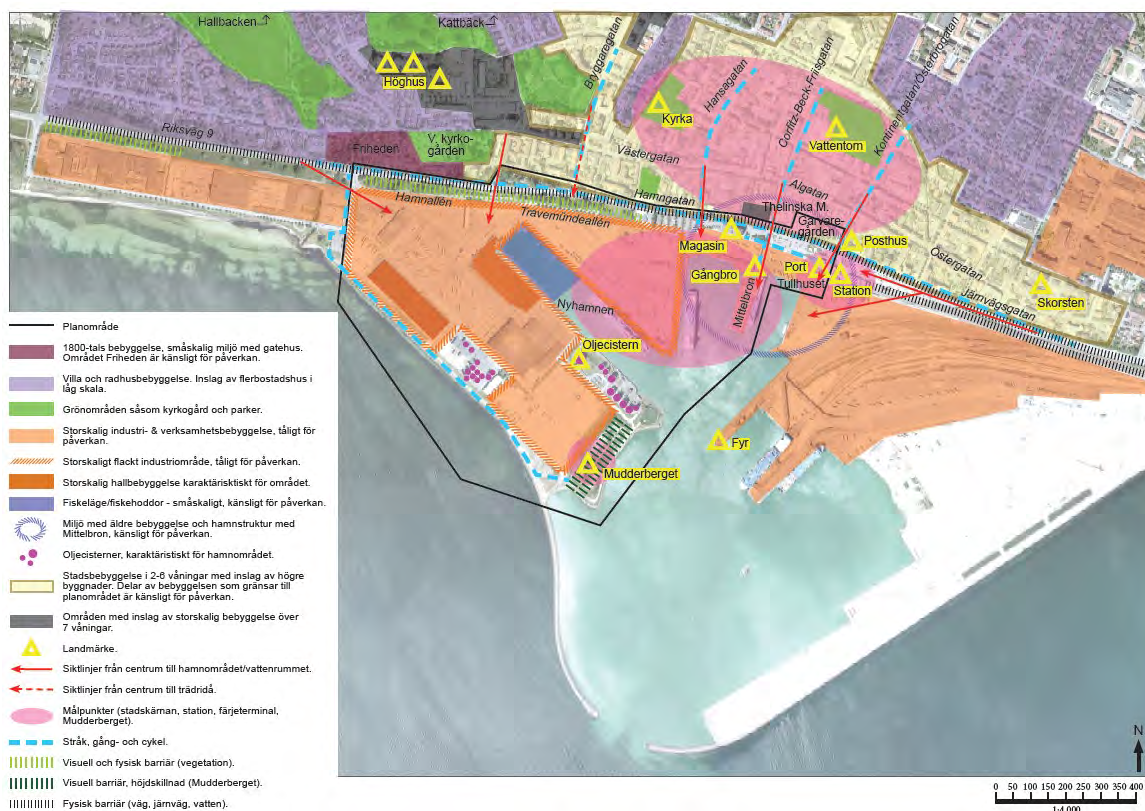 Hallbacken
Kattbäck
Höghus
Bryggaregatan
Hansagatan
Corfitz-Beck-Friisgatan
Kontinentgatan/Österbrogatan
Kyrka
Vattentorn
Riksväg 9
Friheden
V. kyrko-
gården
Västergatan
Algatan
Hamngatan
Hamnallén
Travemündeallén
Thelinska M.
Garvare-
gården
Magasin
Posthus
Gångbro
Port
Tullhuset
Station
Östergatan
Järnvägsgatan
Skorsten
Mittelbron
Nyhamnen
Oljecistern
Fyr
Mudderberget
Planområde
1800-tals bebyggelse, småskalig miljö med gatehus.
Området Friheden är känsligt för påverkan.
Villa och radhusbebyggelse. Inslag av flerbostadshus i
låg skala.
Grönområden såsom kyrkogård och parker.
Storskalig industri- & verksamhetsbebyggelse, tåligt för
påverkan.
Storskaligt flackt industriområde, tåligt för påverkan.
Storskalig hallbebyggelse karaktärisktiskt för området.
Fiskeläge/fiskehoddor - småskaligt, känsligt för påverkan.
Miljö med äldre bebyggelse och hamnstruktur med
Mittelbron, känsligt för påverkan.
Oljecisterner, karaktäristiskt för hamnområdet.
Stadsbebyggelse i 2-6 våningar med inslag av högre
byggnader. Delar av bebyggelsen som gränsar till
planområdet är känsligt för påverkan.
Områden med inslag av storskalig bebyggelse över
7 våningar.
Landmärke.
Siktlinjer från centrum till hamnområdet/vattenrummet.
Siktlinjer från centrum till trädridå.
Målpunkter (stadskärnan, station, färjeterminal,
Mudderberget).
Stråk, gång- och cykel.
Visuell och fysisk barriär (vegetation).
Visuell barriär, höjdskillnad (Mudderberget).
Fysisk barriär (väg, järnväg, vatten).
N
0 50 100 150 200 250 300 350 400
1:4 000